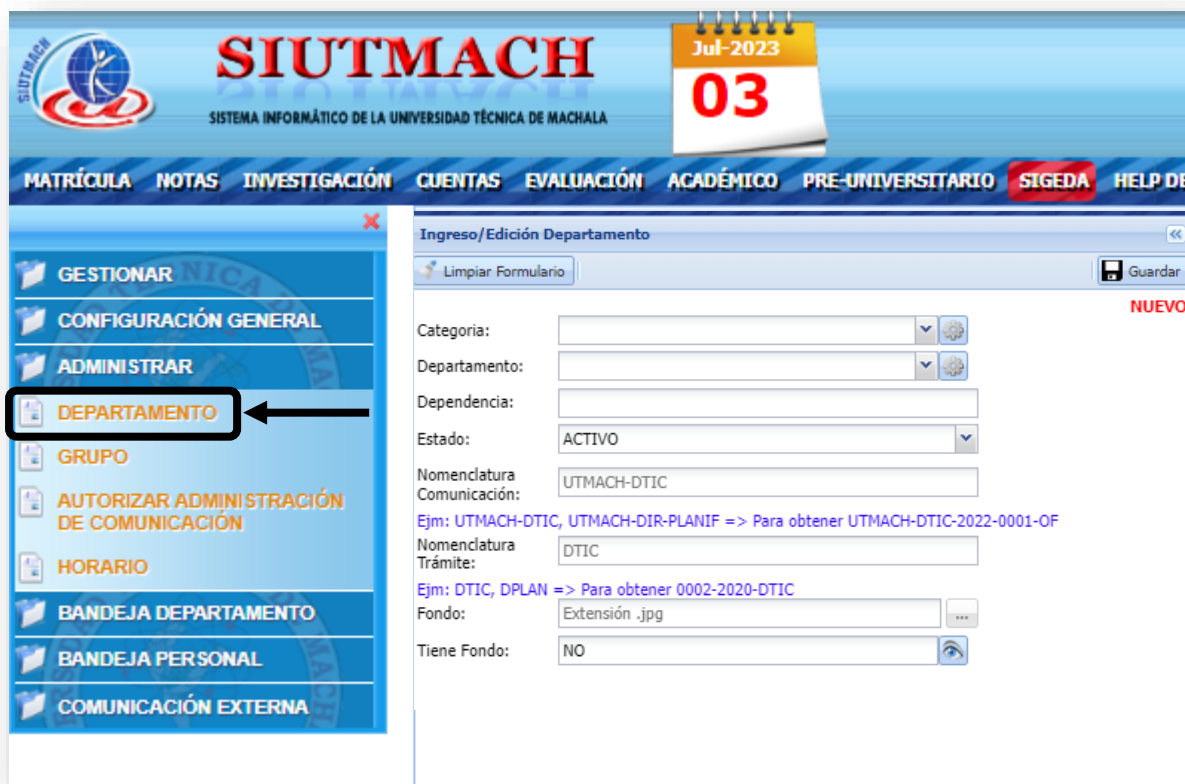 SIUTMACH
SIUTMACH
SISTEMA INFORMÁTICO DE LA UNIVERSIDAD TÉCNICA DE MACHALA
Jul-2023
03
MATRÍCULA NOTAS INVESTIGACIÓN CUENTAS EVALUACIÓN ACADÉMICO PRE-UNIVERSITARIO SIGEDA HELP DE
GESTIONAR
CONFIGURACIÓN GENERAL
ADMINISTRAR
DEPARTAMENTO
GRUPO
AUTORIZAR ADMINISTRACIÓN
DE COMUNICACIÓN
HORARIO
BANDEJA DEPARTAMENTO
BANDEJA PERSONAL
COMUNICACIÓN EXTERNA
Ingreso/Edición Departamento
Limpiar Formulario Guardar
NUEVO
Categoria:
Departamento:
Dependencia:
Estado: ACTIVO
Nomenclatura
Comunicación: UTMACH-DTIC
Ejm: UTMACH-DTIC, UTMACH-DIR-PLANIF => Para obtener UTMACH-DTIC-2022-0001-OF
Nomenclatura
Trámite: DTIC
Ejm: DTIC, DPLAN => Para obtener 0002-2020-DTIC
Fondo: Extensión .jpg ...
Tiene Fondo: NO